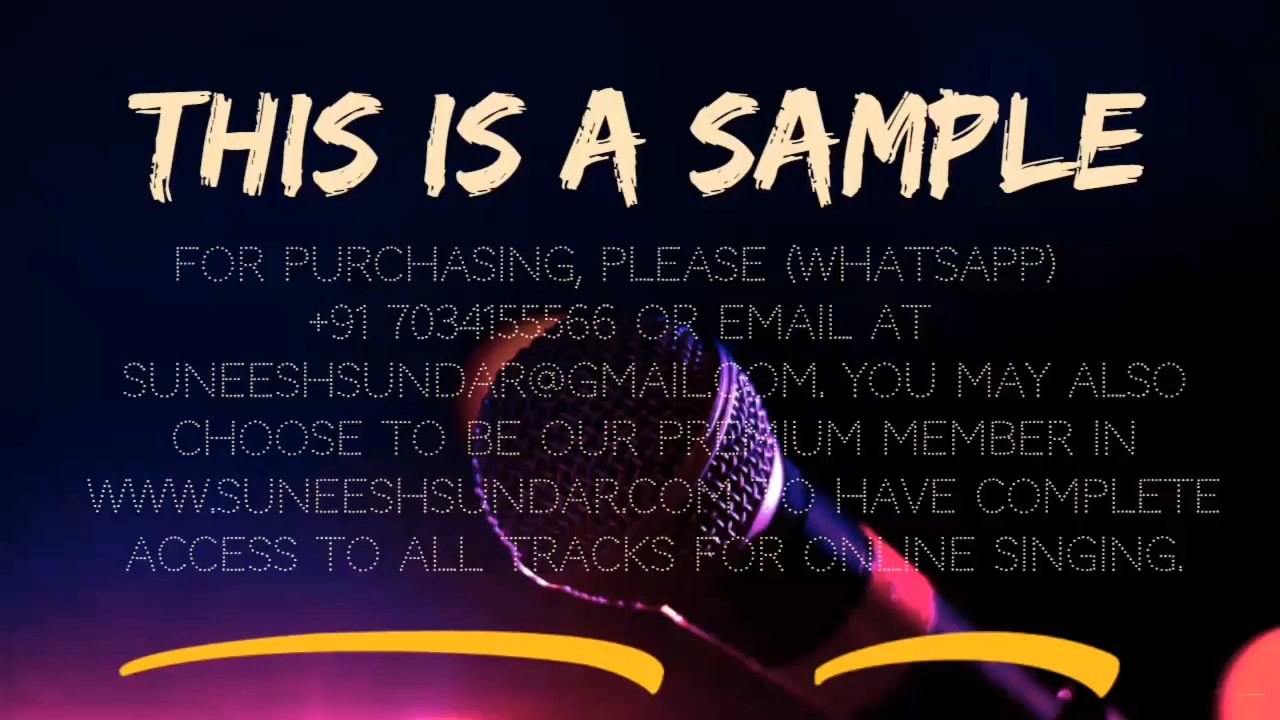 THIS IS A SAMPLE
FOR PURCHASING, PLEASE (WHATSAPP)
+91 7034155566 OR EMAIL AT
SUNEESHSUNDAR@GMAIL.COM. YOU MAY ALSO
CHOOSE TO BE OUR PREMIUM MEMBER IN
WWW.SUNEESHSUNDAR.COM TO HAVE COMPLETE
ACCESS TO ALL TRACKS FOR ONLINE SINGING.